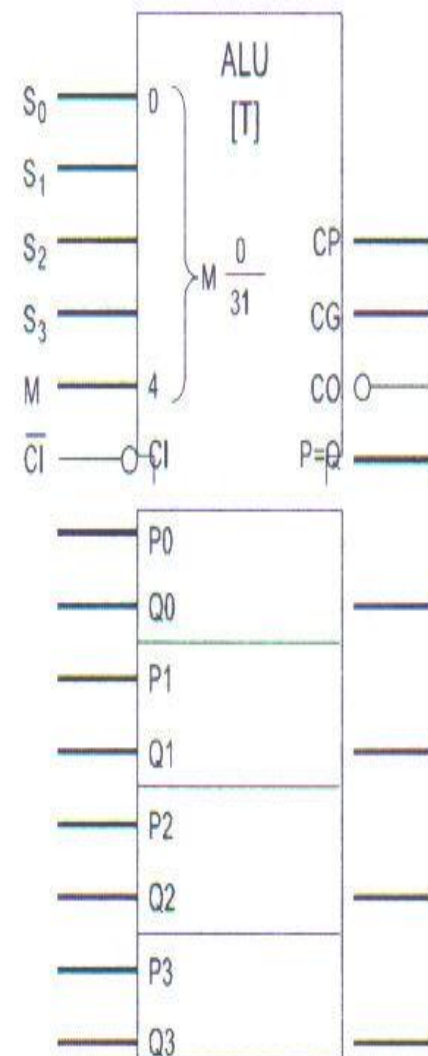 ALU
[T]
S0 0
S1
S2 M 0 CP
31
S3 CG
M 4 CO
CI CI P=Q
P0
Q0
P1
Q1
P2
Q2
P3
Q3